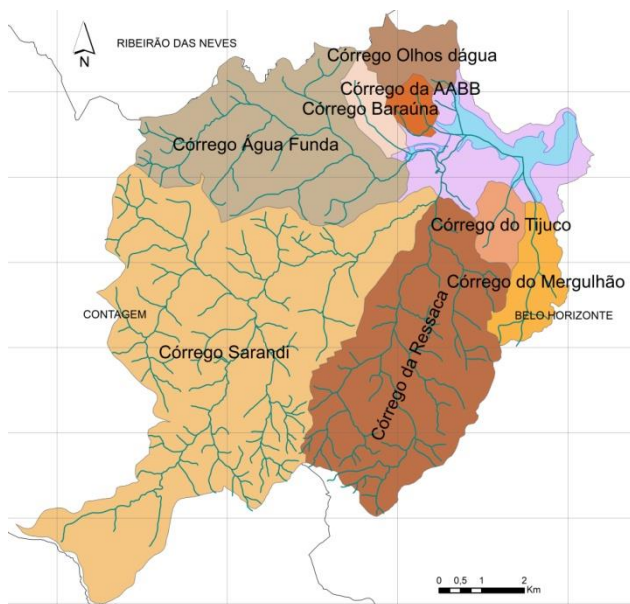 RIBEIRÃO DAS NEVES
N
Córrego Olhos dágua
Córrego da AABB
Córrego Baraúna
Córrego Água Funda
Córrego do Tijuco
Córrego do Mergulhão
CONTAGEM
BELO HORIZONTE
Córrego Sarandi
Córrego da Ressaca
0 0,5 1 2
Km